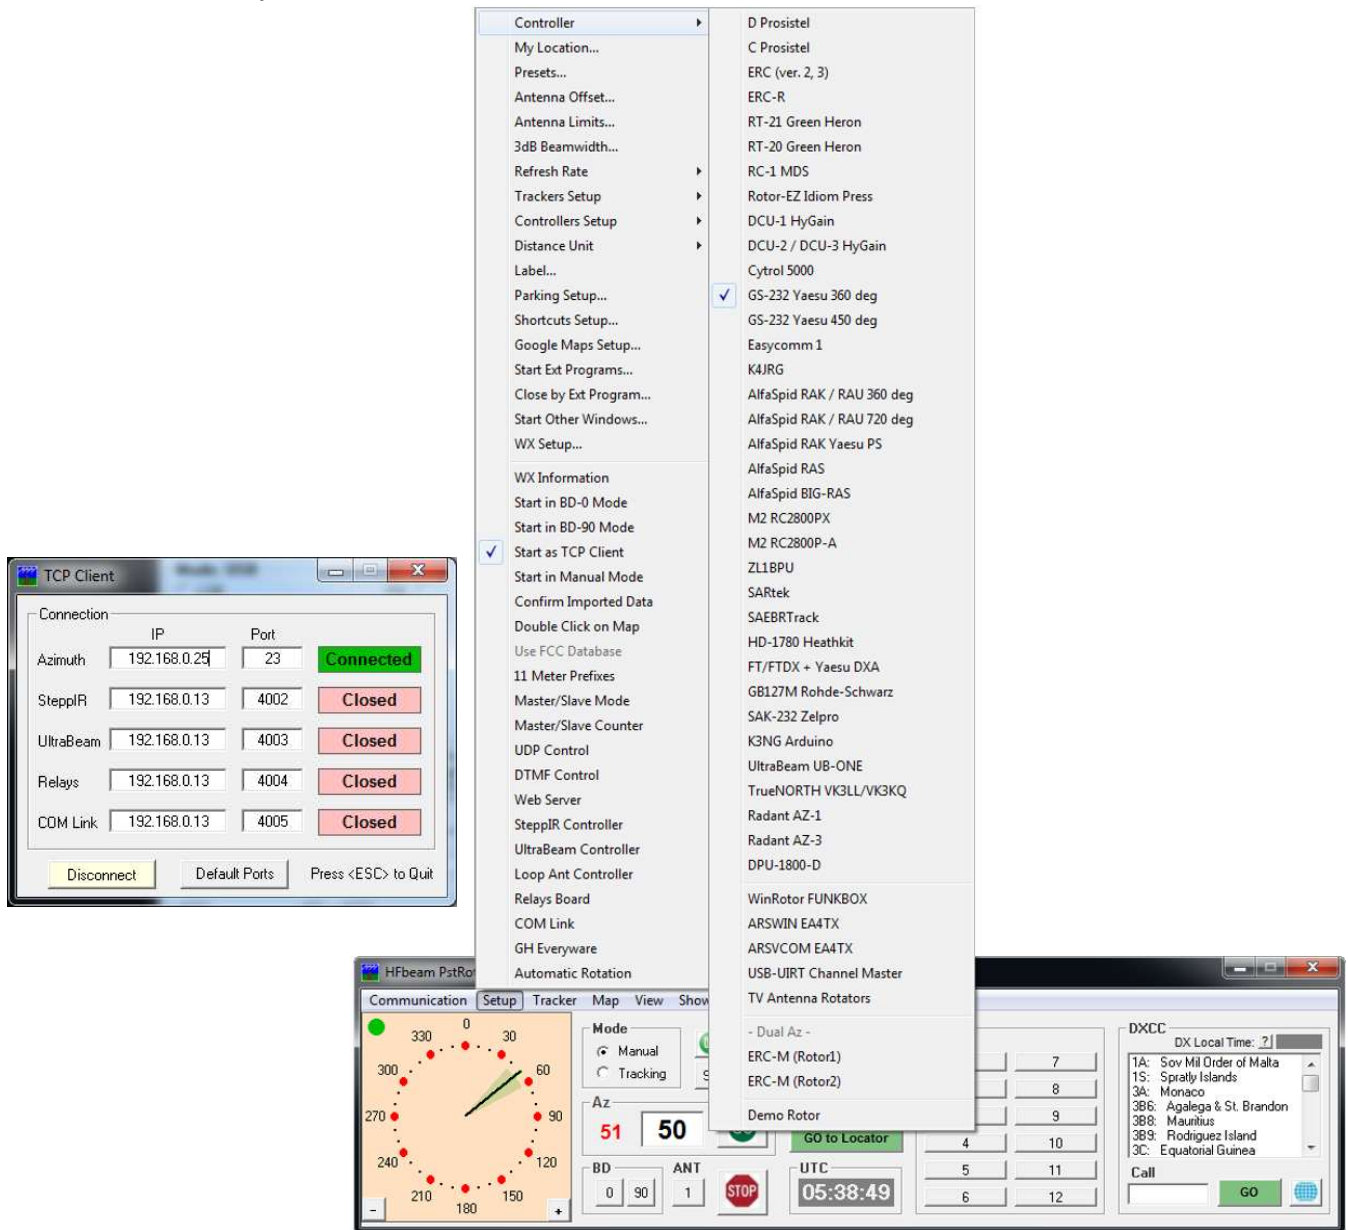 Controller
My Location...
Presets...
Antenna Offset...
Antenna Limits...
3dB Beamwidth...
Refresh Rate
Trackers Setup
Controllers Setup
Distance Unit
Label...
Parking Setup...
Shortcuts Setup...
Google Maps Setup...
Start Ext Programs...
Close by Ext Program...
Start Other Windows...
WX Setup...
WX Information
Start in BD-0 Mode
Start in BD-90 Mode
Start as TCP Client
Start in Manual Mode
Confirm Imported Data
Double Click on Map
Use FCC Database
11 Meter Prefixes
Master/Slave Mode
Master/Slave Counter
UDP Control
DTMF Control
Web Server
SteppIR Controller
UltraBeam Controller
Loop Ant Controller
Relays Board
COM Link
GH Everyware
Automatic Rotation
D Prosistel
C Prosistel
ERC (ver. 2, 3)
ERC-R
RT-21 Green Heron
RT-20 Green Heron
RC-1 MDS
Rotor-EZ Idiom Press
DCU-1 HyGain
DCU-2 / DCU-3 HyGain
Cytrol 5000
GS-232 Yaesu 360 deg
GS-232 Yaesu 450 deg
Easycomm 1
K4JRG
AlfaSpid RAK / RAU 360 deg
AlfaSpid RAK / RAU 720 deg
AlfaSpid RAK Yaesu PS
AlfaSpid RAS
AlfaSpid BIG-RAS
M2 RC2800PX
M2 RC2800P-A
ZL1BPU
SARtek
SAEBRTrack
HD-1780 Heathkit
FT/FTDX + Yaesu DXA
GB127M Rohde-Schwarz
SAK-232 Zelpro
K3NG Arduino
UltraBeam UB-ONE
TrueNORTH VK3LL/VK3KQ
Radant AZ-1
Radant AZ-3
DPU-1800-D
WinRotor FUNKBOX
ARSWIN EA4TX
ARSVCOM EA4TX
USB-UIRT Channel Master
TV Antenna Rotators
- Dual Az -
ERC-M (Rotor1)
ERC-M (Rotor2)
Demo Rotor
TCP Client
Connection
IP Port
Azimuth 192.168.0.25 23 Connected
SteppIR 192.168.0.13 4002 Closed
UltraBeam 192.168.0.13 4003 Closed
Relays 192.168.0.13 4004 Closed
COM Link 192.168.0.13 4005 Closed
Disconnect Default Ports Press <ESC> to Quit
HFbeam PstRo
Communication Setup Tracker Map View Show
0
330 30
300 60
270 90
240 120
210 150
180
- +
Mode
Manual
Tracking
S
Az
51 50
GO
BD ANT
0 90 1 STOP
GO to Locator
UTC
05:38:49
7
8
9
4 10
5 11
6 12
DXCC
DX Local Time: ?
1A: Sov Mil Order of Malta
1S: Spratly Islands
3A: Monaco
3B6: Agalega & St. Brandon
3B8: Mauritius
3B9: Rodriguez Island
3C: Equatorial Guinea
Call
GO